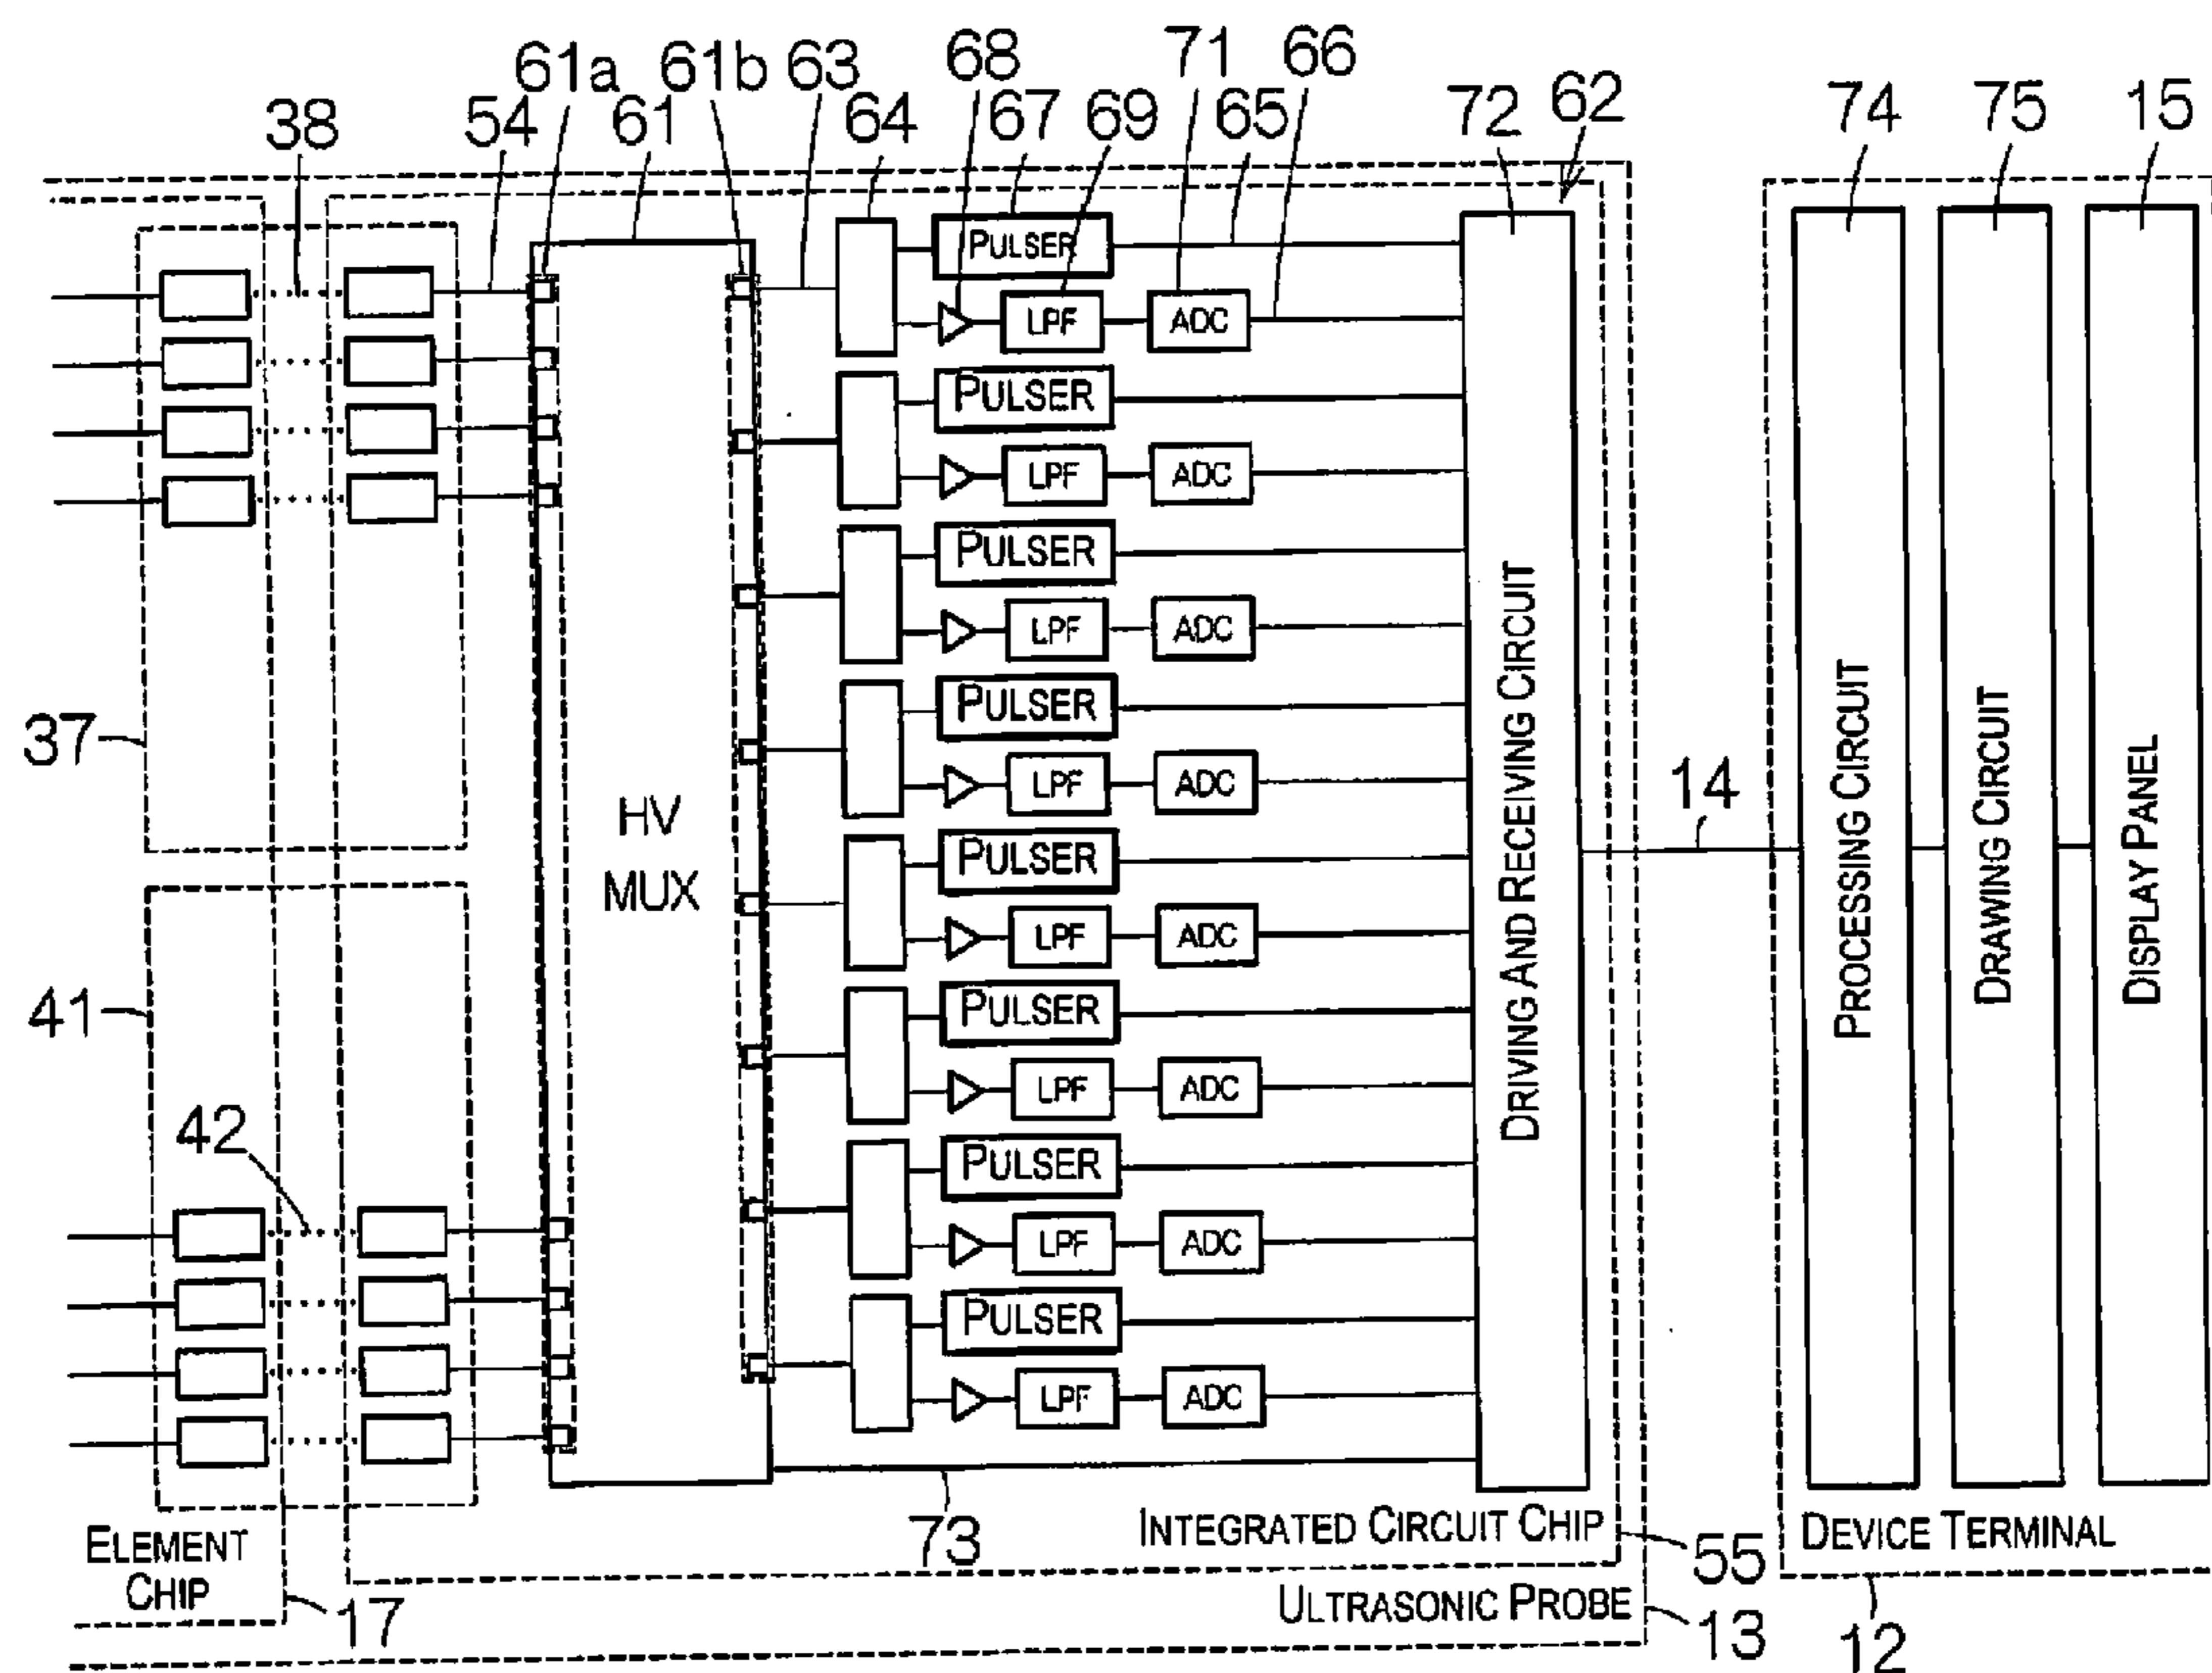 61a 61b 63 68 71 66
38 54 61 64 67 69 65 72 62 74 75 15
PULSER
LPF ADC
PULSER
LPF ADC
PULSER
LPF ADC
PULSER
LPF ADC
PULSER
LPF ADC
PULSER
LPF ADC
PULSER
LPF ADC
PULSER
LPF ADC
HV
MUX
DRIVING AND RECEIVING CIRCUIT
PROCESSING CIRCUIT
DRAWING CIRCUIT
DISPLAY PANEL
37
14
41
42
73
ELEMENT
CHIP
17
INTEGRATED CIRCUIT CHIP
55
ULTRASONIC PROBE
13
DEVICE TERMINAL
12